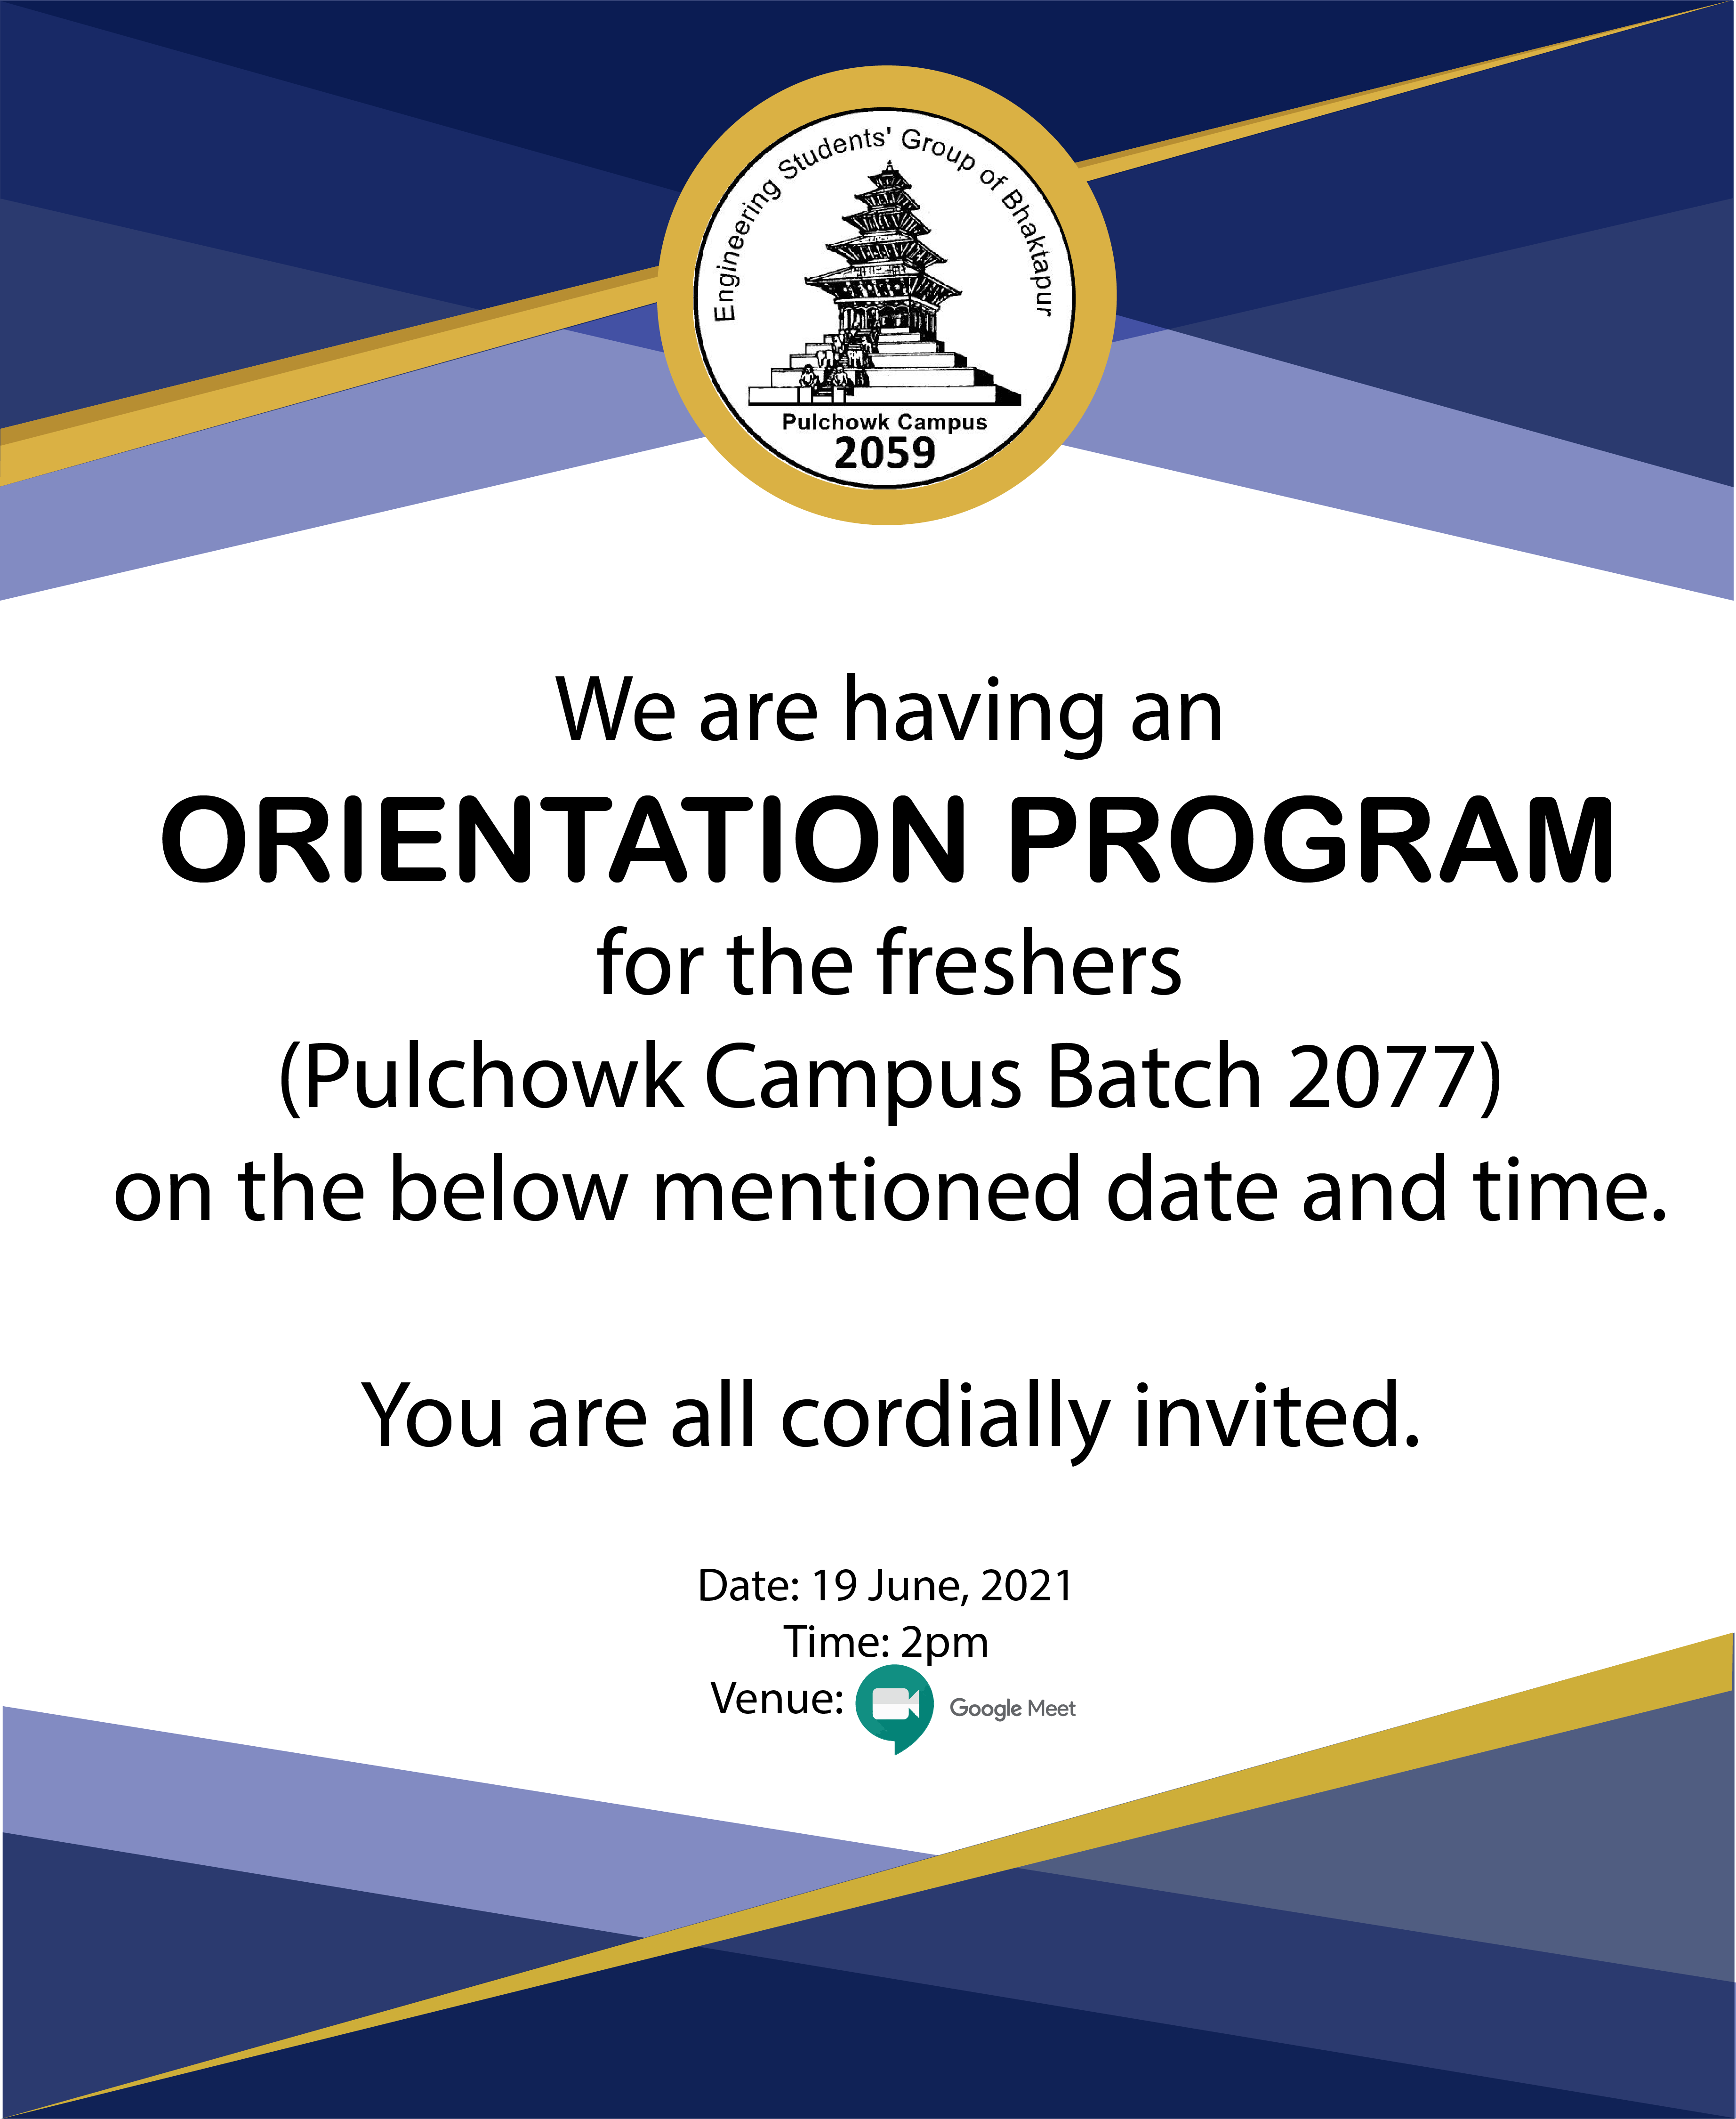 Engineering Students' Group of Bhaktapur
Pulchowk Campus
2059
We are having an
ORIENTATION PROGRAM
for the freshers
(Pulchowk Campus Batch 2077)
on the below mentioned date and time.
You are all cordially invited.
Date: 19 June, 2021
Time: 2pm
Venue: Google Meet